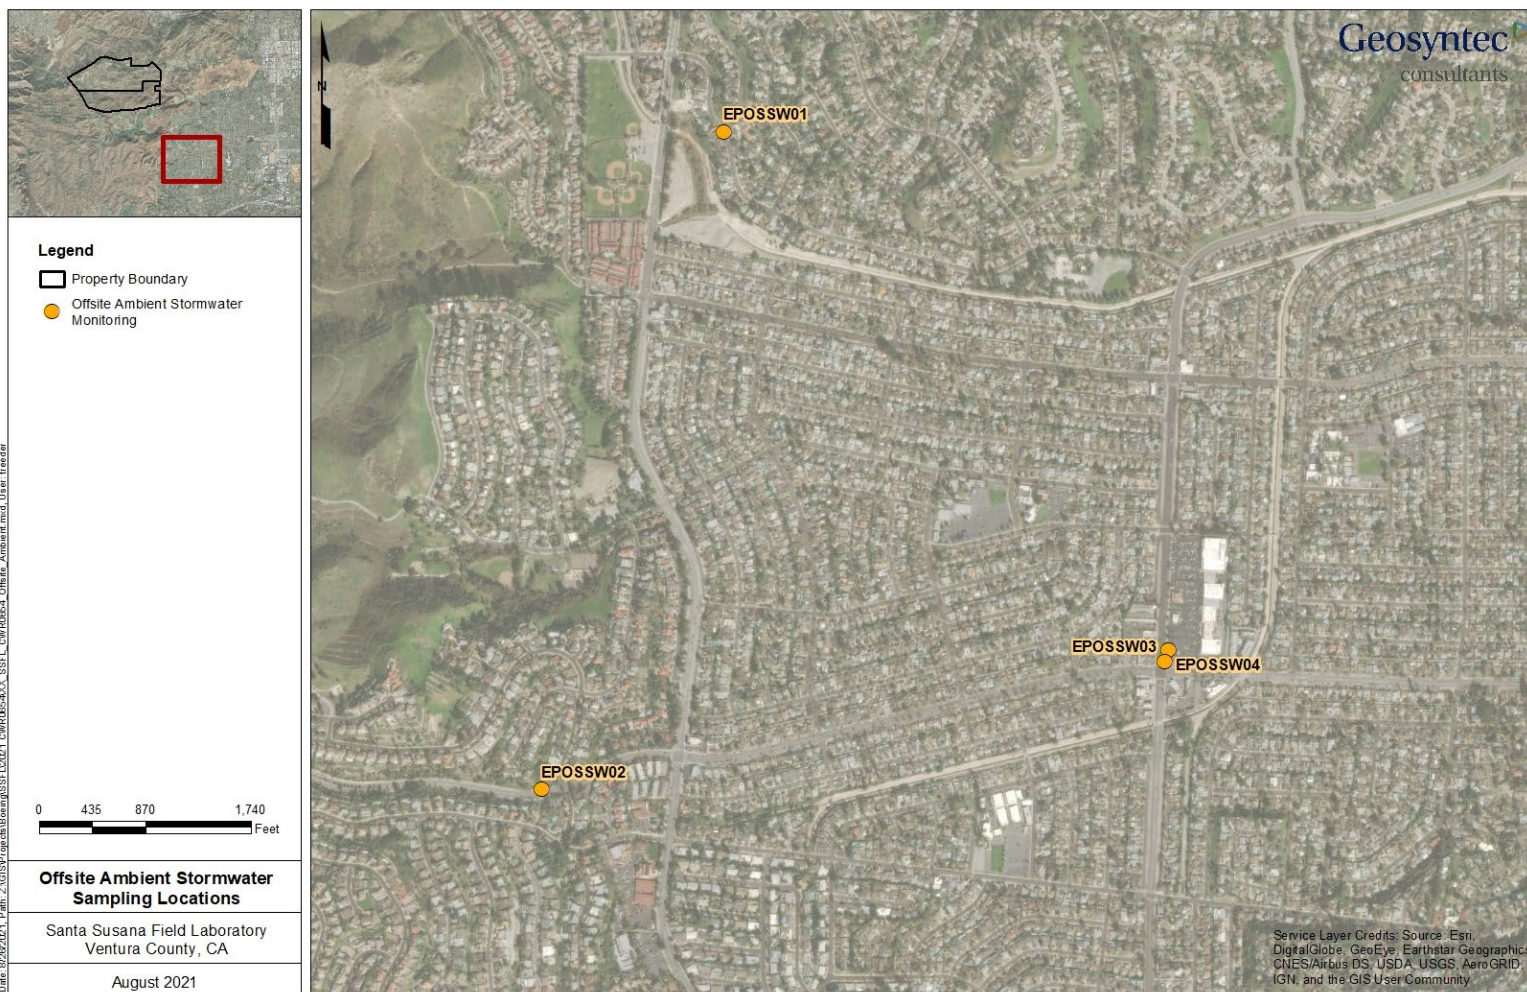 Geosyntec
consultants
N
EPOSSW01
EPOSSW03
EPOSSW04
EPOSSW02
Legend
Property Boundary
Offsite Ambient Stormwater
Monitoring
0 435 870 1,740
Feet
Offsite Ambient Stormwater
Sampling Locations
Santa Susana Field Laboratory
Ventura County, CA
August 2021
Service Layer Credits: Source: Esri,
DigitalGlobe, GeoEye, Earthstar Geographics,
CNES/Airbus DS, USDA, USGS, AeroGRID,
IGN, and the GIS User Community